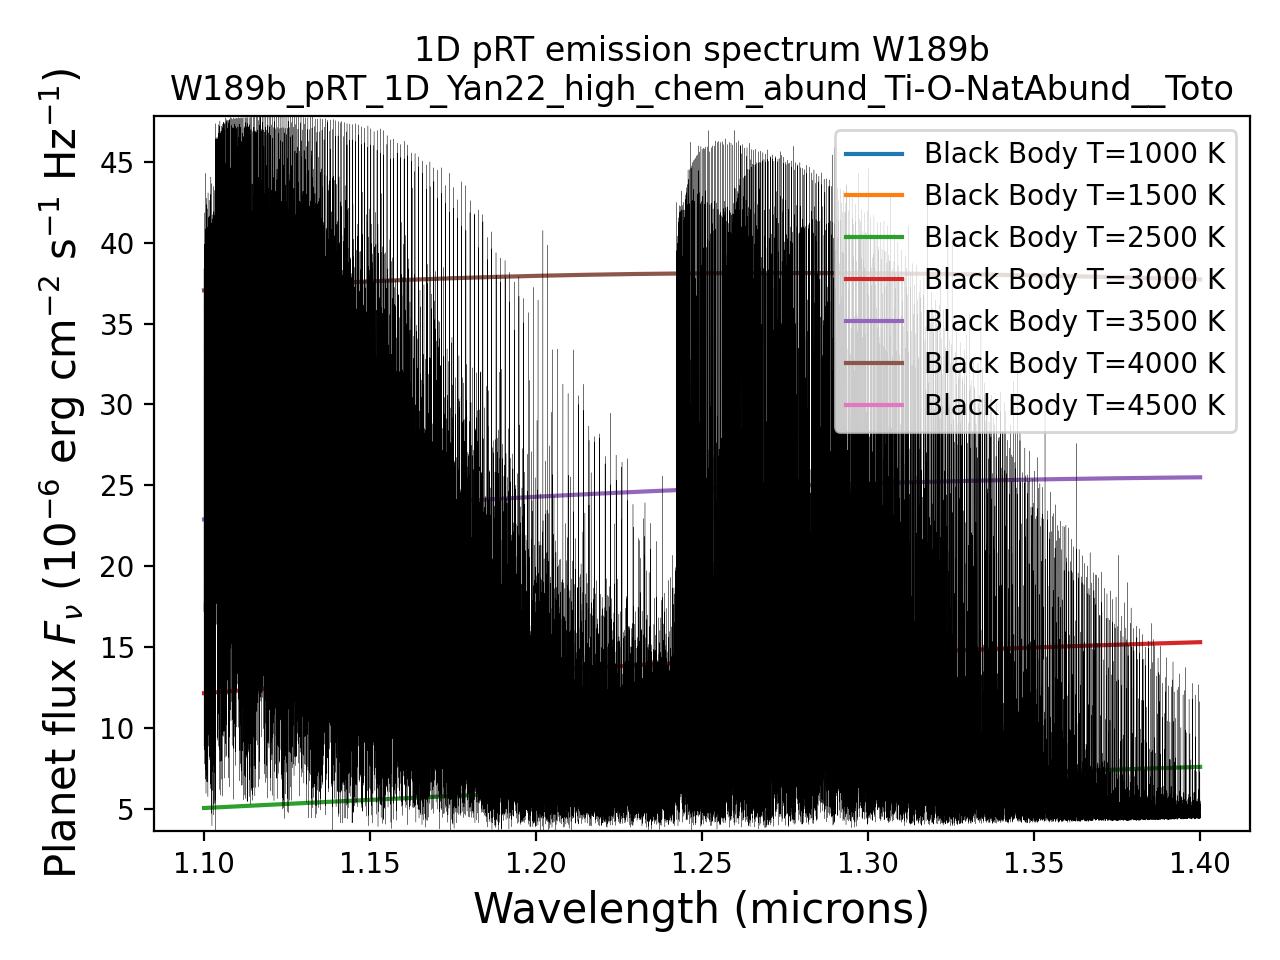 1D pRT emission spectrum W189b
W189b_pRT_1D_Yan22_high_chem_abund_Ti-O-NatAbund__Toto
Planet flux Fν (10⁻⁶ erg cm⁻² s⁻¹ Hz⁻¹)
45
40
35
30
25
20
15
10
5
Black Body T=1000 K
Black Body T=1500 K
Black Body T=2500 K
Black Body T=3000 K
Black Body T=3500 K
Black Body T=4000 K
Black Body T=4500 K
1.10 1.15 1.20 1.25 1.30 1.35 1.40
Wavelength (microns)